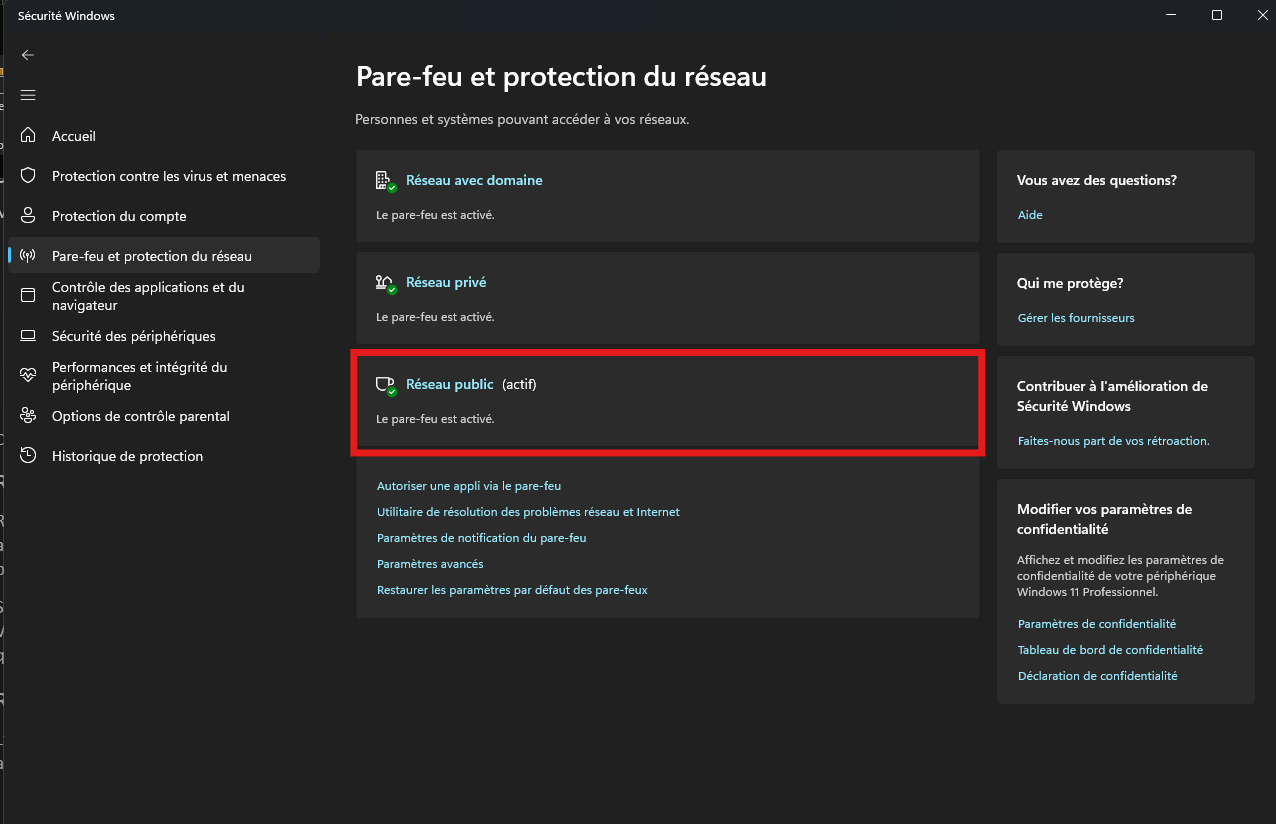 Sécurité Windows
Accueil
Protection contre les virus et menaces
Protection du compte
Pare-feu et protection du réseau
Contrôle des applications et du
navigateur
Sécurité des périphériques
Performances et intégrité du
périphérique
Options de contrôle parental
Historique de protection
Pare-feu et protection du réseau
Personnes et systèmes pouvant accéder à vos réseaux.
Réseau avec domaine
Le pare-feu est activé.
Réseau privé
Le pare-feu est activé.
Réseau public (actif)
Le pare-feu est activé.
Autoriser une appli via le pare-feu
Utilitaire de résolution des problèmes réseau et Internet
Paramètres de notification du pare-feu
Paramètres avancés
Restaurer les paramètres par défaut des pare-feux
Vous avez des questions?
Aide
Qui me protège?
Gérer les fournisseurs
Contribuer à l'amélioration de
Sécurité Windows
Faites-nous part de vos rétroaction.
Modifier vos paramètres de
confidentialité
Affichez et modifiez les paramètres de
confidentialité de votre périphérique
Windows 11 Professionnel.
Paramètres de confidentialité
Tableau de bord de confidentialité
Déclaration de confidentialité